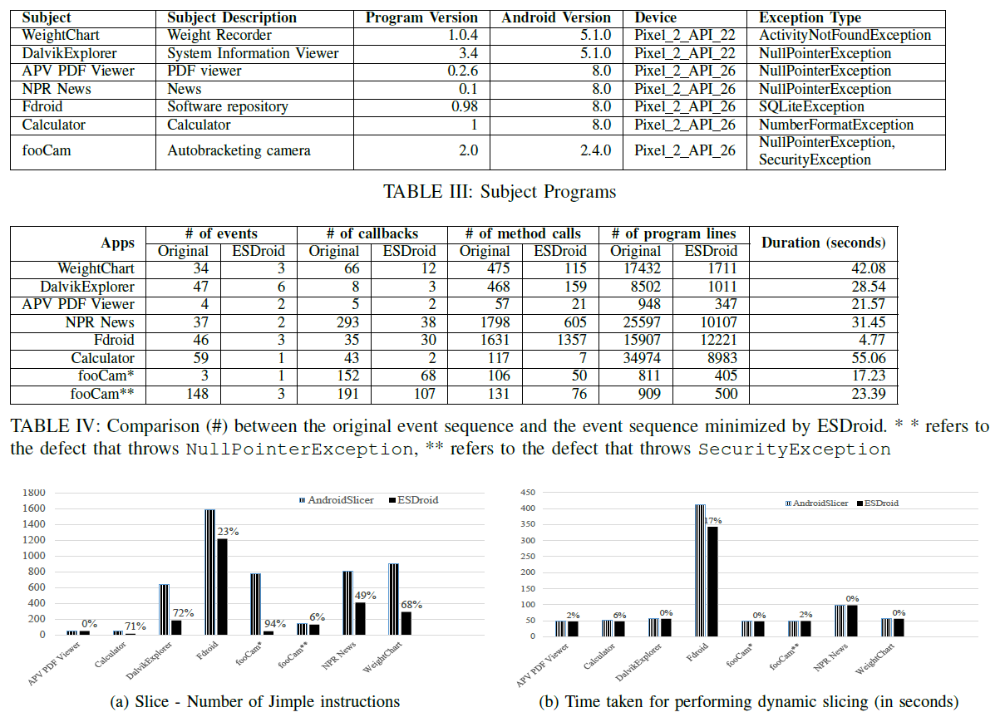 Subject Subject Description Program Version Android Version Device Exception Type
WeightChart Weight Recorder 1.0.4 5.1.0 Pixel_2_API_22 ActivityNotFoundException
DalvikExplorer System Information Viewer 3.4 5.1.0 Pixel_2_API_22 NullPointerException
APV PDF Viewer PDF viewer 0.2.6 8.0 Pixel_2_API_26 NullPointerException
NPR News News 0.1 8.0 Pixel_2_API_26 NullPointerException
Fdroid Software repository 0.98 8.0 Pixel_2_API_26 SQLiteException
Calculator Calculator 1 8.0 Pixel_2_API_26 NumberFormatException
fooCam Autobracketing camera 2.0 2.4.0 Pixel_2_API_26 NullPointerException,
SecurityException
TABLE III: Subject Programs
Apps # of events # of callbacks # of method calls # of program lines Duration (seconds)
Original ESDroid Original ESDroid Original ESDroid Original ESDroid
WeightChart 34 3 66 12 475 115 17432 1711 42.08
DalvikExplorer 47 6 8 3 468 159 8502 1011 28.54
APV PDF Viewer 4 2 5 2 57 21 948 347 21.57
NPR News 37 2 293 38 1798 605 25597 10107 31.45
Fdroid 46 3 35 30 1631 1357 15907 12221 4.77
Calculator 59 1 43 2 117 7 34974 8983 55.06
fooCam* 3 1 152 68 106 50 811 405 17.23
fooCam** 148 3 191 107 131 76 909 500 23.39
TABLE IV: Comparison (#) between the original event sequence and the event sequence minimized by ESDroid. * * refers to
the defect that throws NullPointerException, ** refers to the defect that throws SecurityException
1800
1600
1400
1200
1000
800
600
400
200
0
AndroidSlicer ESDroid
0%
71%
72%
23%
94%
6%
49%
68%
APV PDF Viewer
Calculator
DalvikExplorer
Fdroid
fooCam*
fooCam**
NPR News
WeightChart
(a) Slice - Number of Jimple instructions
450
400
350
300
250
200
150
100
50
0
AndroidSlicer ESDroid
2%
6%
0%
17%
0%
2%
0%
0%
APV PDF Viewer
Calculator
DalvikExplorer
Fdroid
fooCam*
fooCam**
NPR News
WeightChart
(b) Time taken for performing dynamic slicing (in seconds)